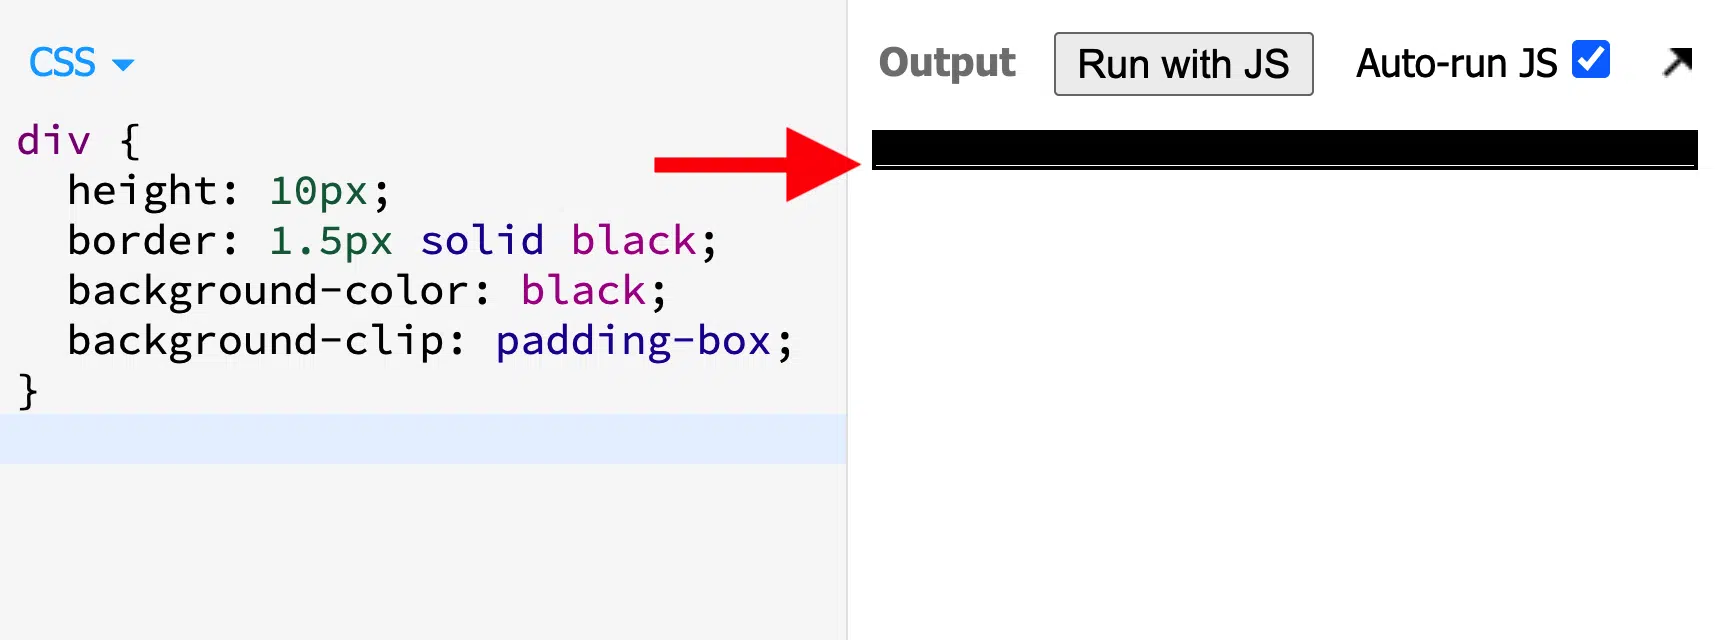 CSS
div {
  height: 10px;
  border: 1.5px solid black;
  background-color: black;
  background-clip: padding-box;
}
Output Run with JS Auto-run JS